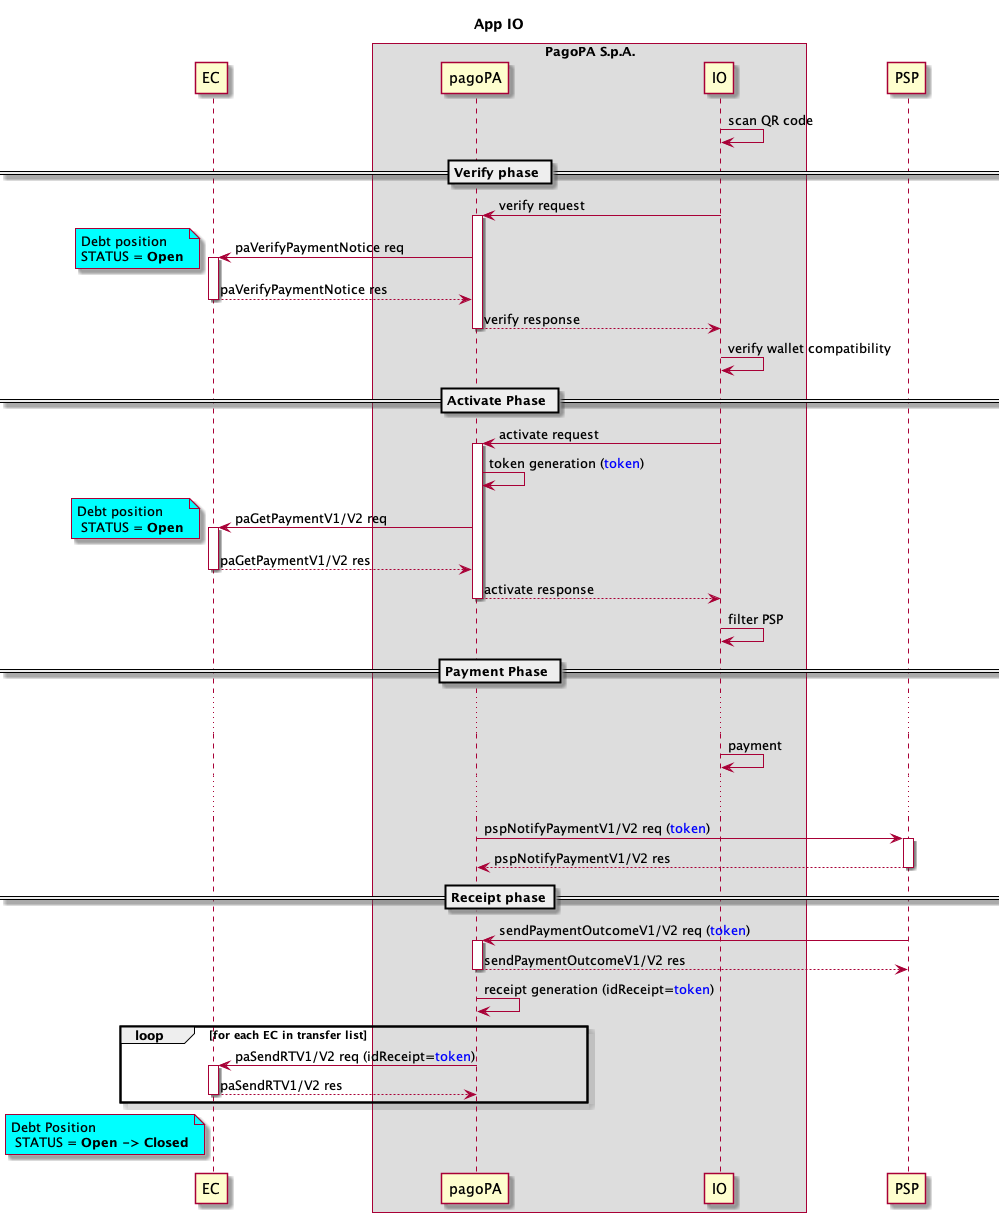 App IO
PagoPA S.p.A.
EC
pagoPA
IO
PSP
scan QR code
Verify phase
verify request
Debt position
STATUS = Open
paVerifyPaymentNotice req
paVerifyPaymentNotice res
verify response
verify wallet compatibility
Activate Phase
activate request
token generation (token)
Debt position
STATUS = Open
paGetPaymentV1/V2 req
paGetPaymentV1/V2 res
activate response
filter PSP
Payment Phase
payment
pspNotifyPaymentV1/V2 req (token)
pspNotifyPaymentV1/V2 res
Receipt phase
sendPaymentOutcomeV1/V2 req (token)
sendPaymentOutcomeV1/V2 res
receipt generation (idReceipt=token)
loop
[for each EC in transfer list]
paSendRTV1/V2 req (idReceipt=token)
paSendRTV1/V2 res
Debt Position
STATUS = Open -> Closed
EC
pagoPA
IO
PSP